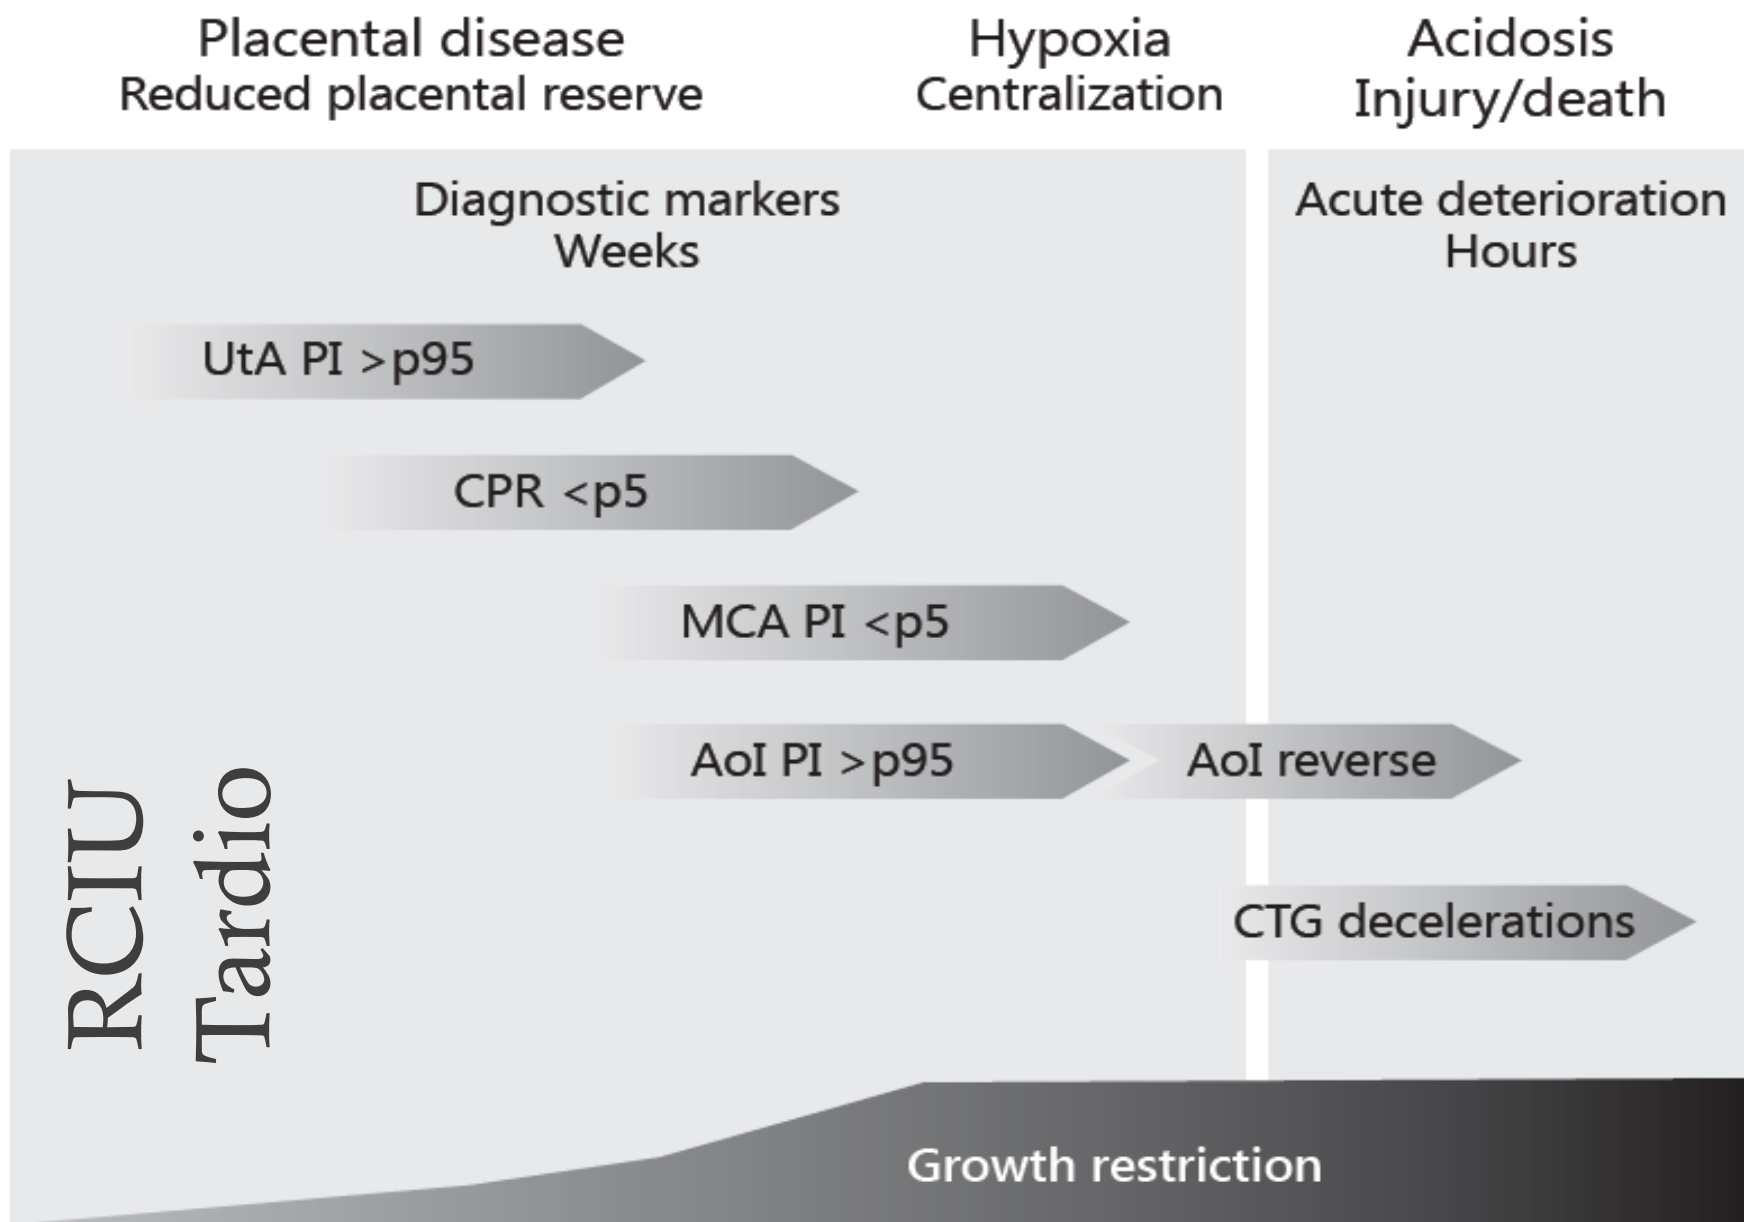 Placental disease
Reduced placental reserve
Hypoxia
Centralization
Acidosis
Injury/death
Diagnostic markers
Weeks
Acute deterioration
Hours
UtA PI >p95
CPR <p5
MCA PI <p5
AoI PI >p95
AoI reverse
CTG decelerations
RCIU
Tardio
Growth restriction